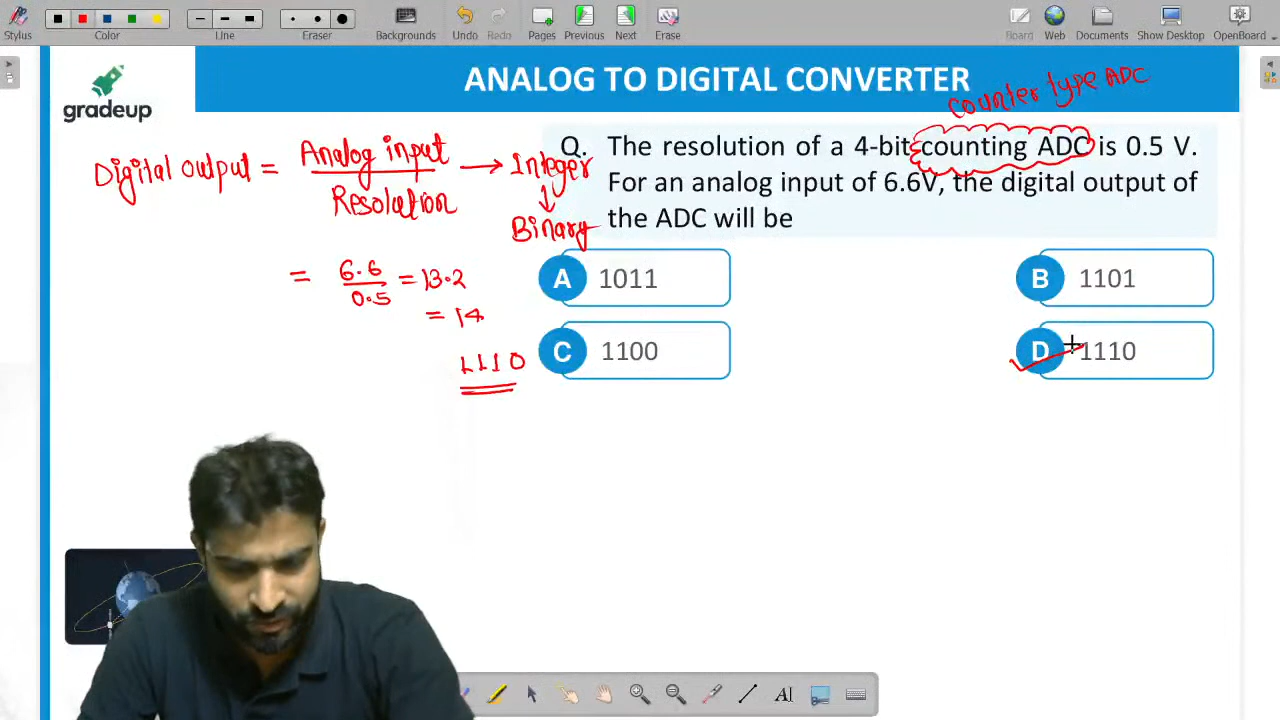 Stylus
Color
Line
Eraser
Backgrounds
Undo
Redo
Pages
Previous
Next
Erase
Board
Web
Documents
Show Desktop
OpenBoard
gradeup
ANALOG TO DIGITAL CONVERTER
counter type ADC
Digital output = Analog input / Resolution → Integer
↓
Binary
= 6.6 / 0.5 = 13.2
= 14
1110
Q. The resolution of a 4-bit counting ADC is 0.5 V.
For an analog input of 6.6V, the digital output of
the ADC will be
A 1011
B 1101
C 1100
D 1110
AI